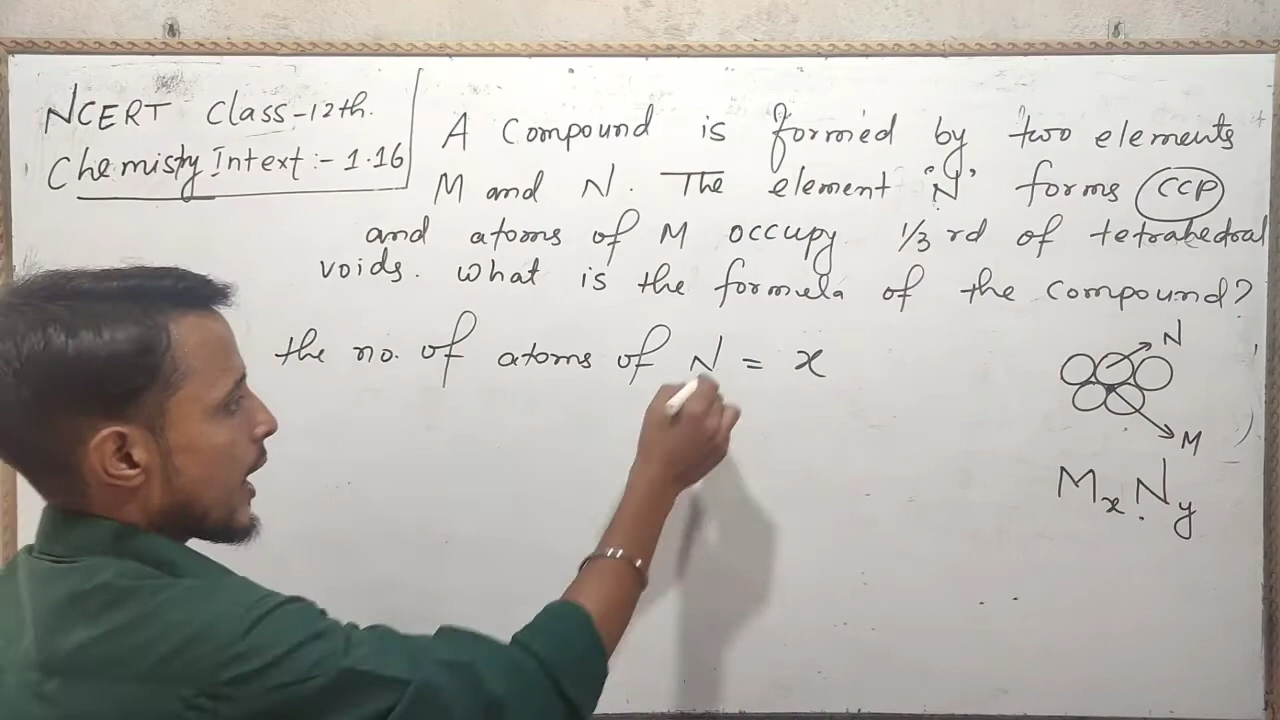 NCERT Class-12th.
Chemisty Intext:- 1.16
A Compound is formed by two elements
M and N. The element "N" forms CCP
and atoms of M occupy 1/3 rd of tetrahedral
voids. What is the formula of the compound?
the no. of atoms of N = x
N
M
MxNy